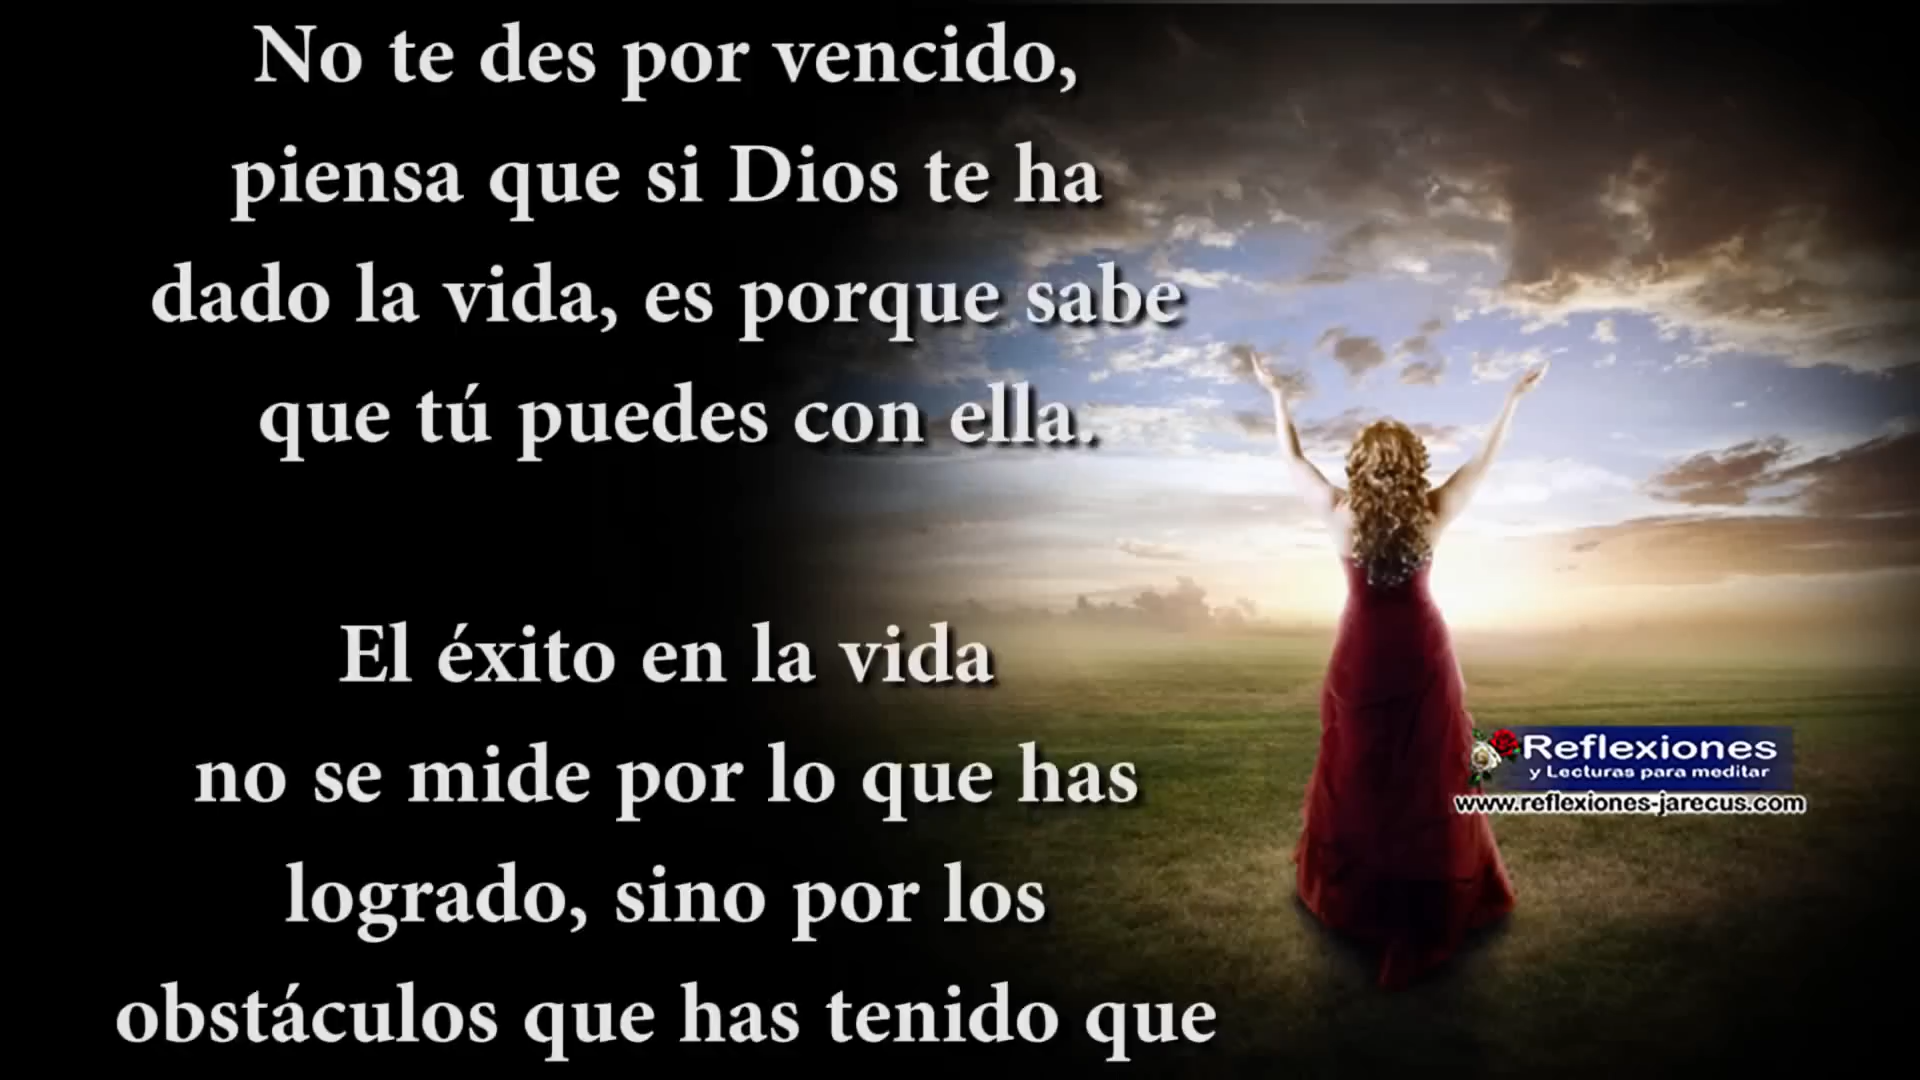 No te des por vencido,
piensa que si Dios te ha
dado la vida, es porque sabe
que tú puedes con ella.
El éxito en la vida
no se mide por lo que has
logrado, sino por los
obstáculos que has tenido que
Reflexiones
y Lecturas para meditar
www.reflexiones-jarecus.com